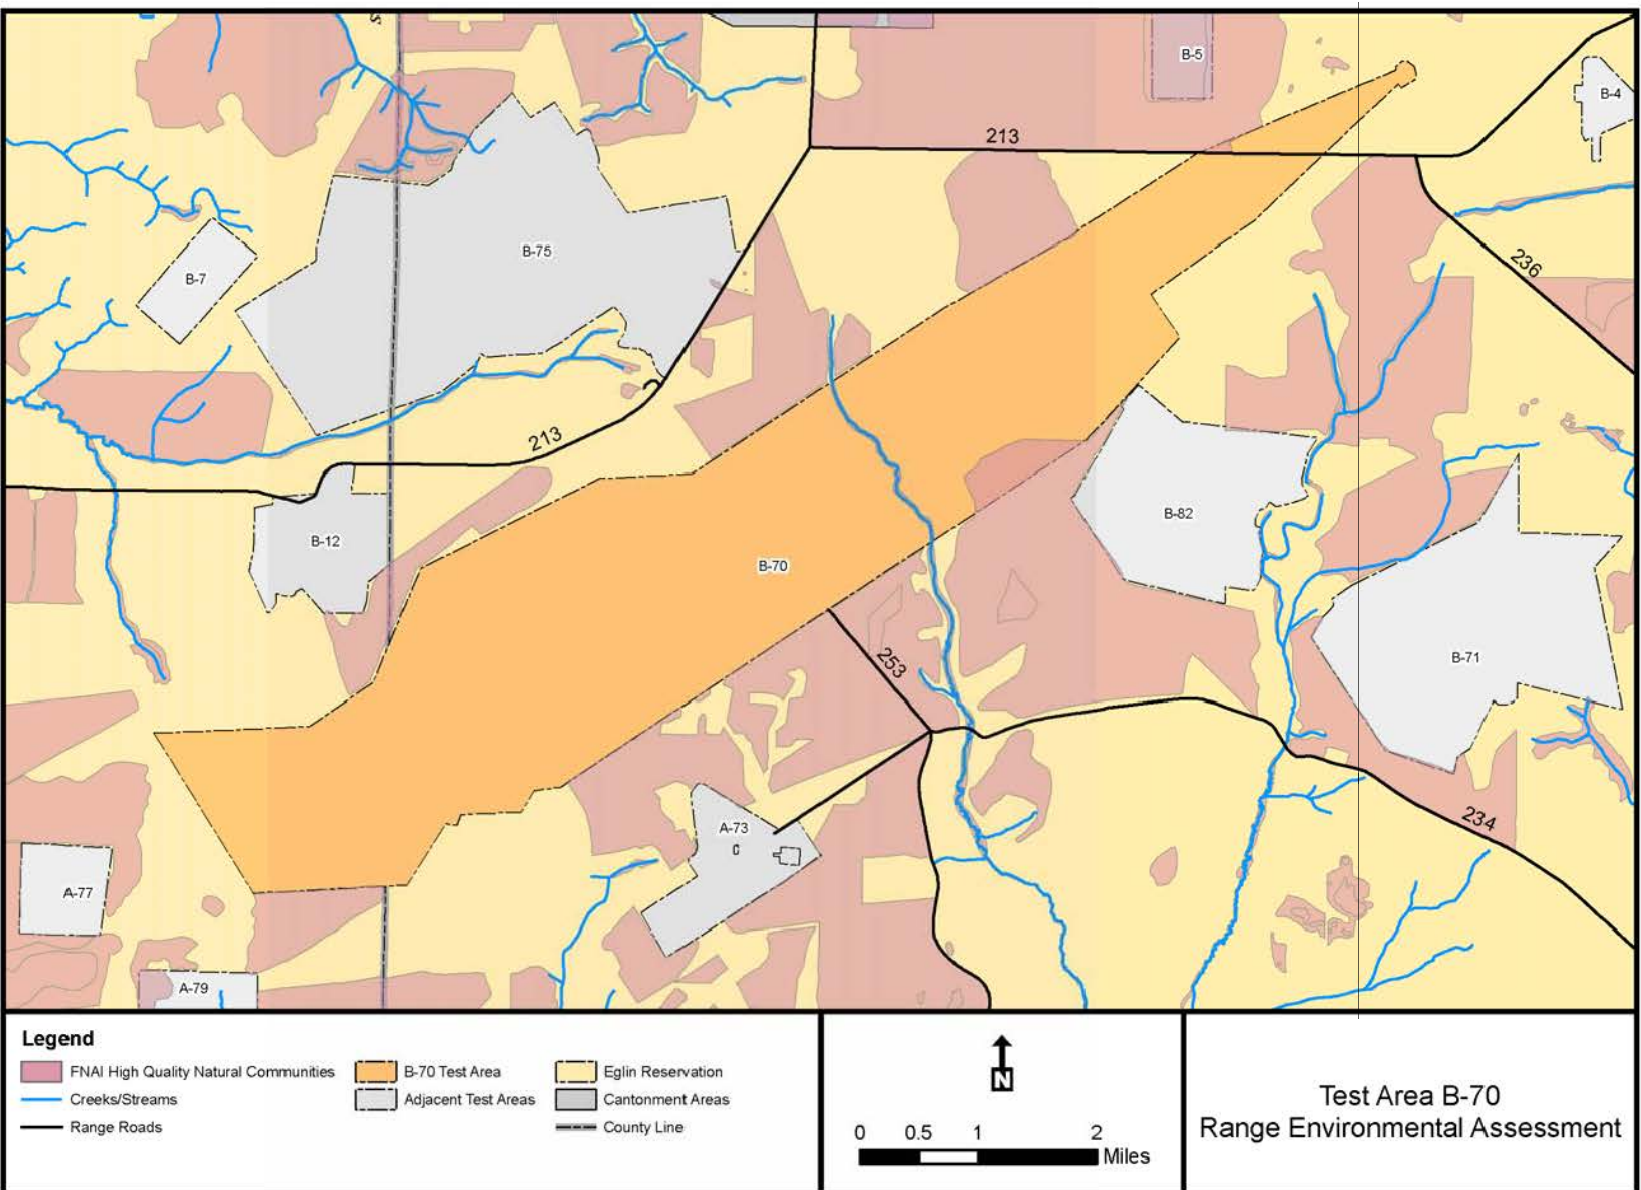 B-5
B-4
213
B-75
B-7
236
213
B-12
B-82
B-70
253
B-71
A-73
C
234
A-77
A-79
Legend
FNAI High Quality Natural Communities
B-70 Test Area
Eglin Reservation
Creeks/Streams
Adjacent Test Areas
Cantonment Areas
Range Roads
County Line
N
0 0.5 1 2
Miles
Test Area B-70
Range Environmental Assessment